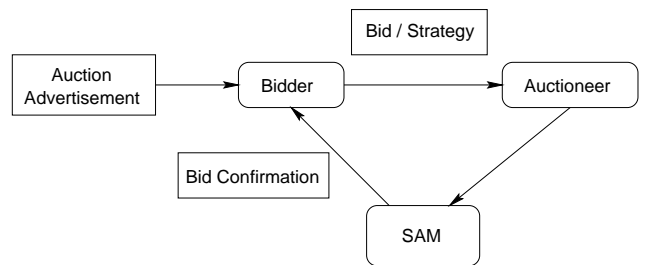 Bid / Strategy
Auction
Advertisement
Bidder
Auctioneer
Bid Confirmation
SAM